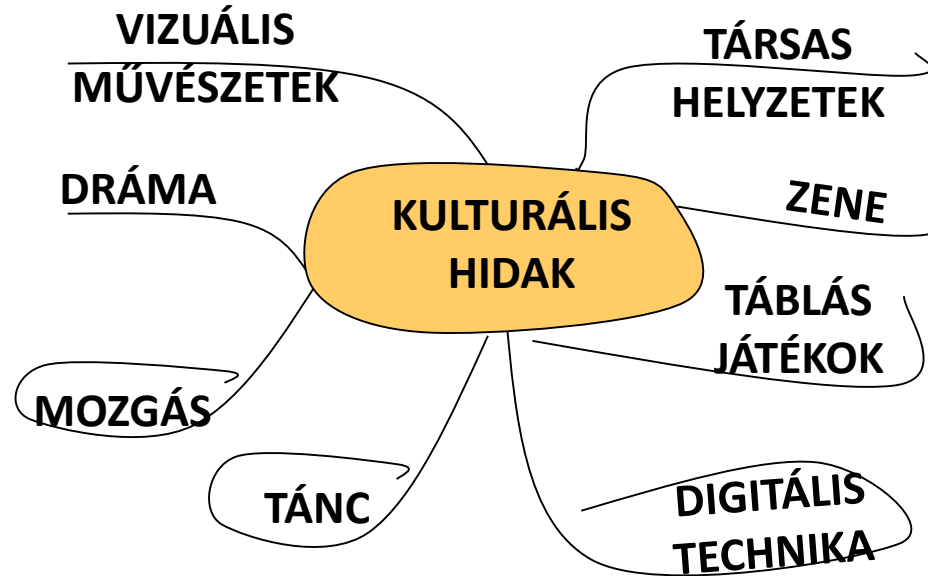 VIZUÁLIS
MŰVÉSZETEK
TÁRSAS
HELYZETEK
DRÁMA
KULTURÁLIS
HIDAK
ZENE
TÁBLÁS
JÁTÉKOK
MOZGÁS
TÁNC
DIGITÁLIS
TECHNIKA